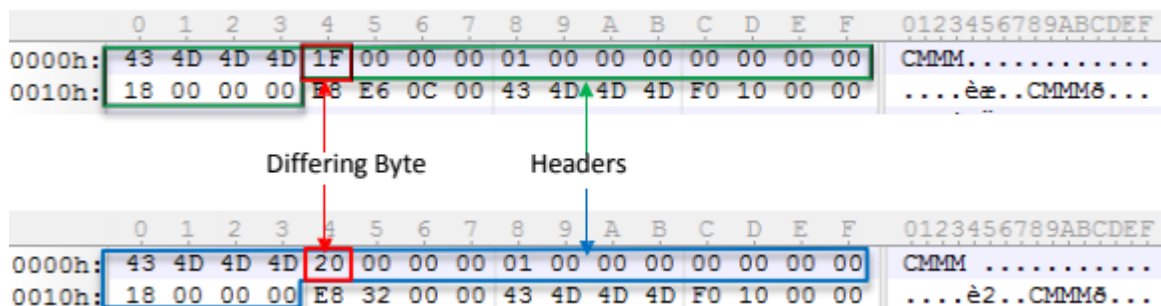 0 1 2 3 4 5 6 7 8 9 A B C D E F 0123456789ABCDEF
0000h: 43 4D 4D 4D 1F 00 00 00 01 00 00 00 00 00 00 00 CMMM............
0010h: 18 00 00 00 E8 E6 0C 00 43 4D 4D 4D F0 10 00 00 ....èæ..CMMMð...
Differing Byte Headers
0 1 2 3 4 5 6 7 8 9 A B C D E F 0123456789ABCDEF
0000h: 43 4D 4D 4D 20 00 00 00 01 00 00 00 00 00 00 00 CMMM ...........
0010h: 18 00 00 00 E8 32 00 00 43 4D 4D 4D F0 10 00 00 ....è2..CMMMð...